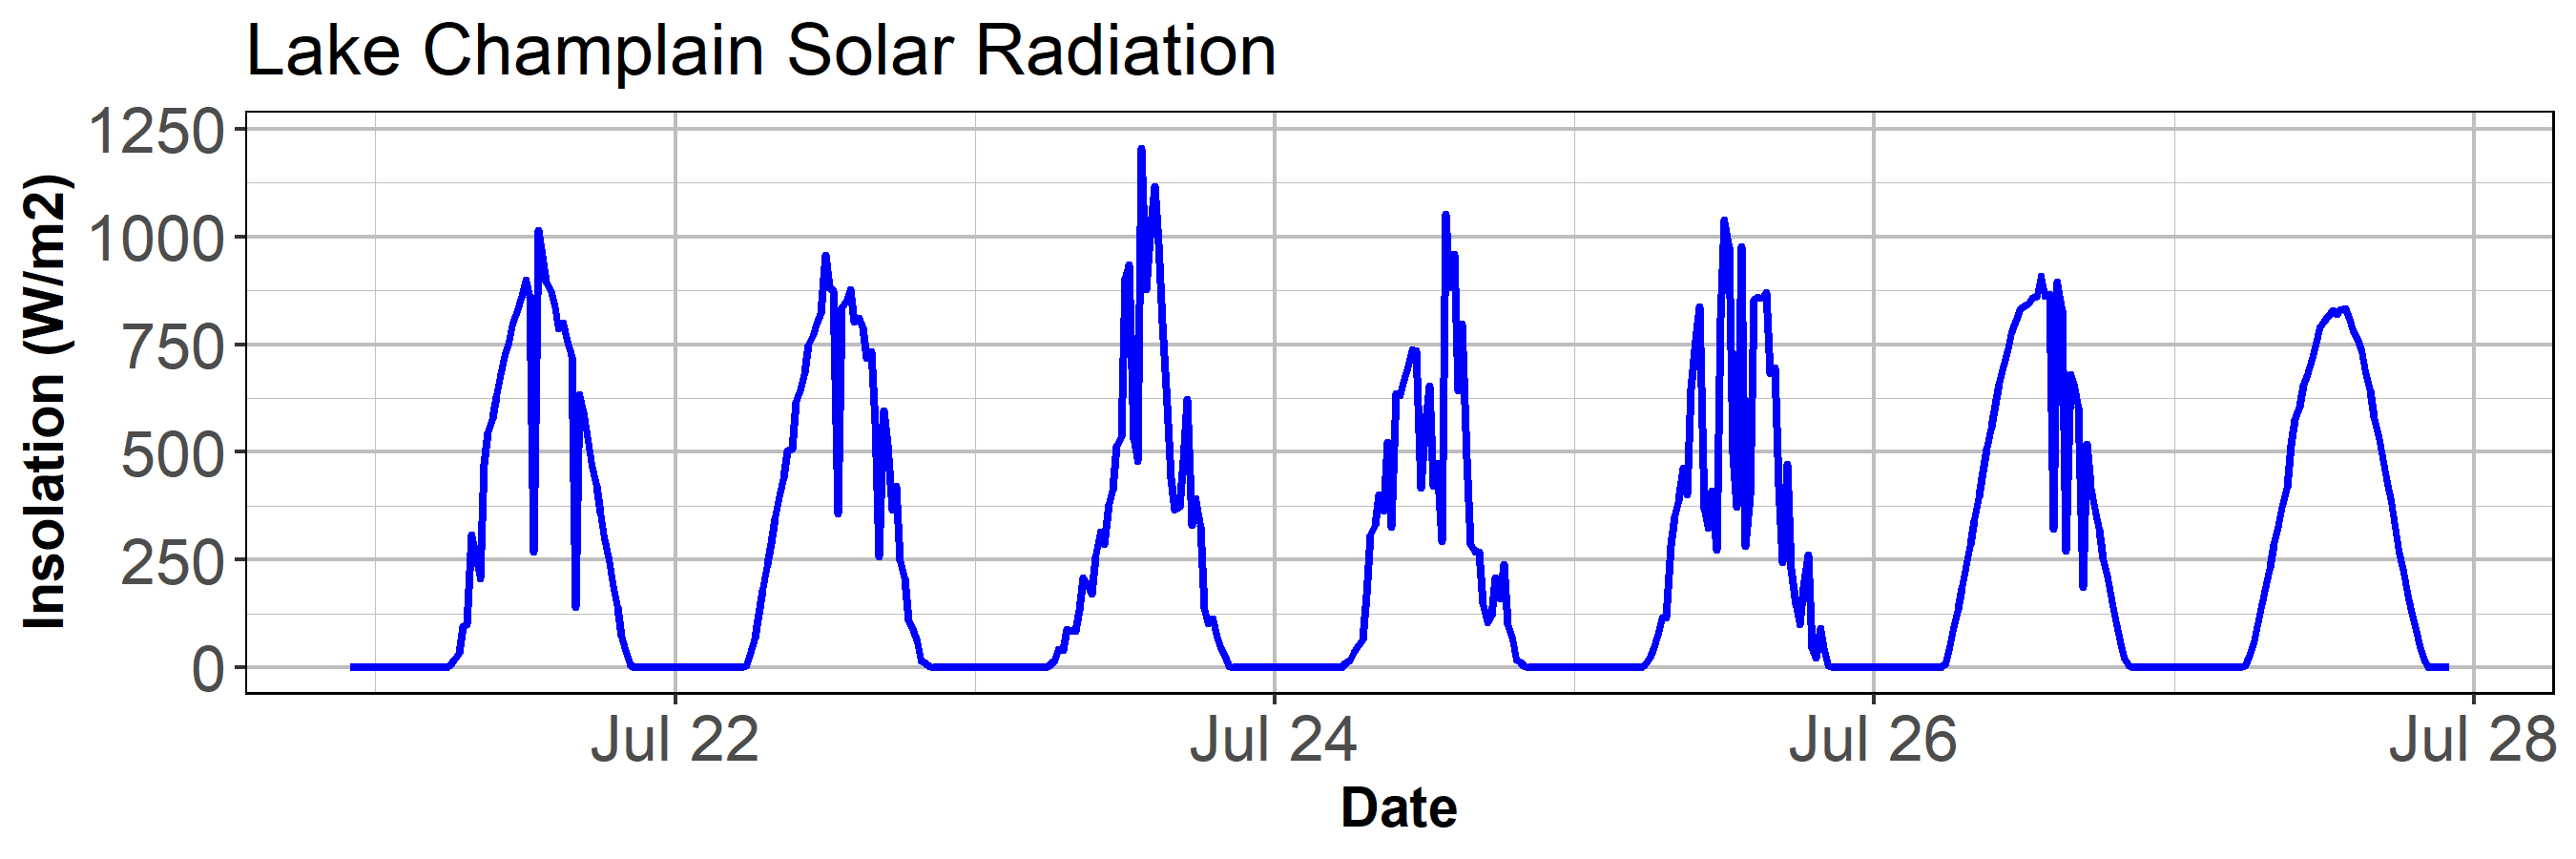 Lake Champlain Solar Radiation
1250
1000
750
500
250
0
Insolation (W/m2)
Jul 22
Jul 24
Jul 26
Jul 28
Date